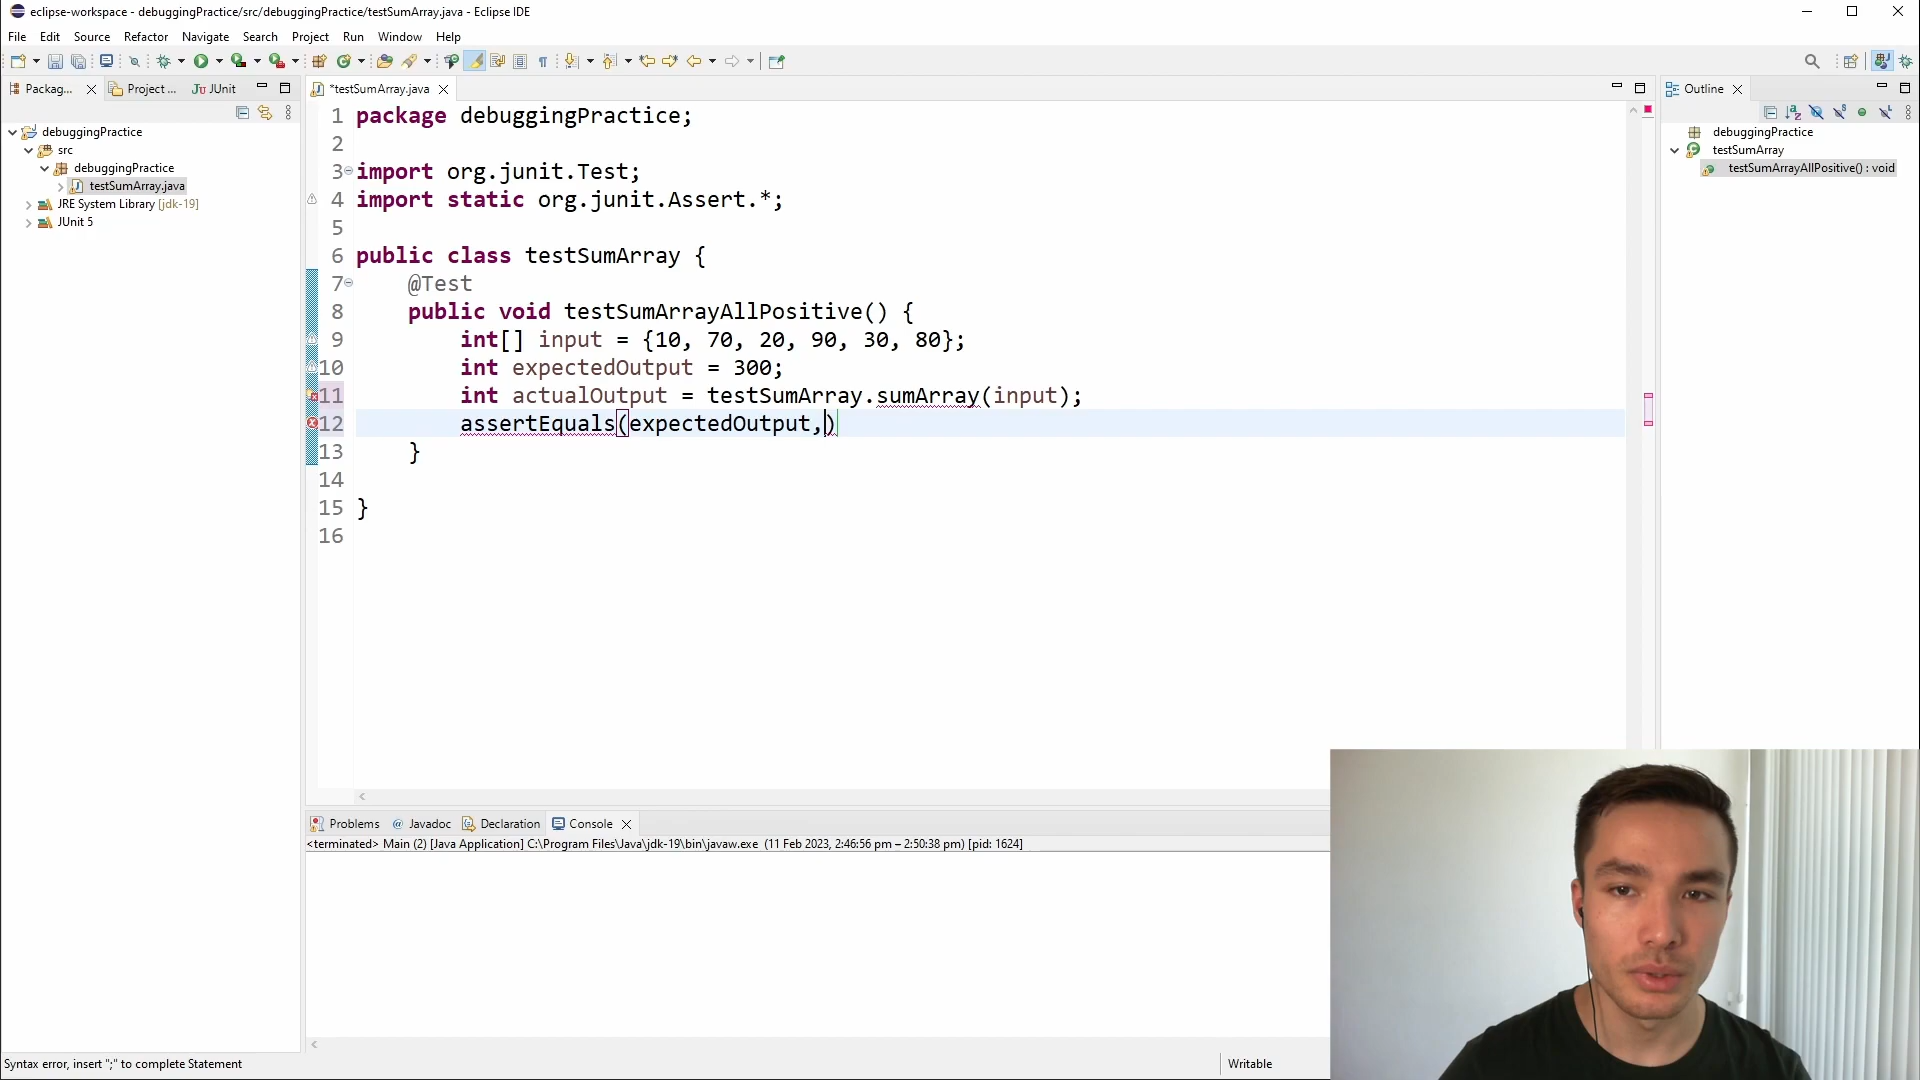 eclipse-workspace - debuggingPractice/src/debuggingPractice/testSumArray.java - Eclipse IDE
File Edit Source Refactor Navigate Search Project Run Window Help
Packag... Project ... JUnit
debuggingPractice
src
debuggingPractice
testSumArray.java
JRE System Library [jdk-19]
JUnit 5
*testSumArray.java
1 package debuggingPractice;
2
3 import org.junit.Test;
4 import static org.junit.Assert.*;
5
6 public class testSumArray {
7 @Test
8 public void testSumArrayAllPositive() {
9 int[] input = {10, 70, 20, 90, 30, 80};
10 int expectedOutput = 300;
11 int actualOutput = testSumArray.sumArray(input);
12 assertEquals(expectedOutput,)
13 }
14
15 }
16
Outline
debuggingPractice
testSumArray
testSumArrayAllPositive() : void
Problems Javadoc Declaration Console
<terminated> Main (2) [Java Application] C:\Program Files\Java\jdk-19\bin\javaw.exe (11 Feb 2023, 2:46:56 pm – 2:50:38 pm) [pid: 1624]
Syntax error, insert ";" to complete Statement
Writable